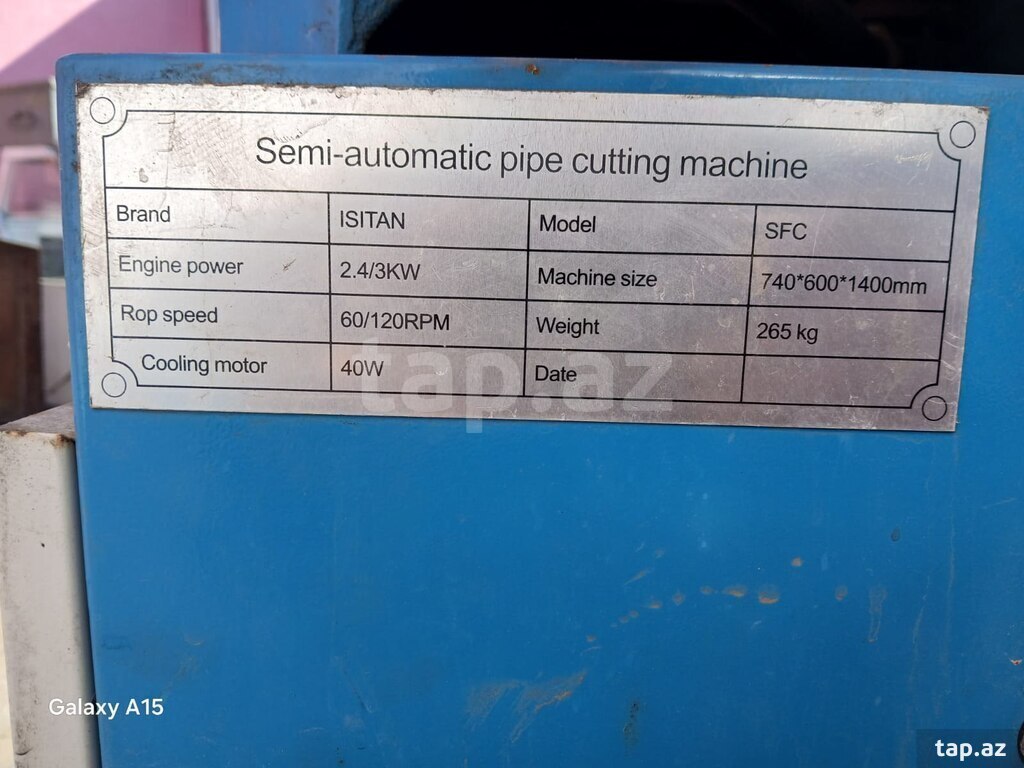 Semi-automatic pipe cutting machine
Brand ISITAN Model SFC
Engine power 2.4/3KW Machine size 740*600*1400mm
Rop speed 60/120RPM Weight 265 kg
Cooling motor 40W Date
tap.az
Galaxy A15
tap.az